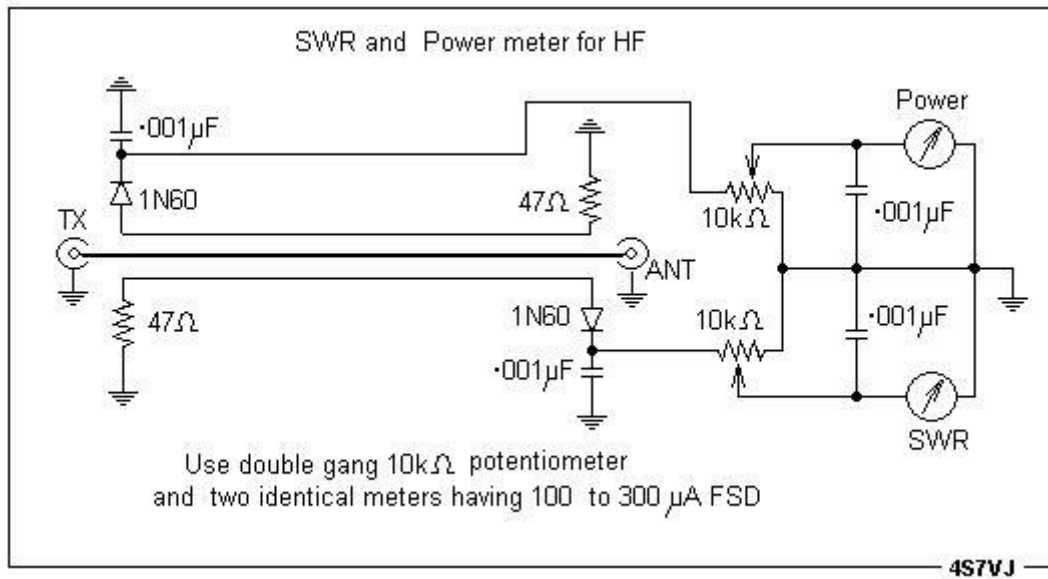 SWR and Power meter for HF
·001µF
Power
1N60
47Ω
10kΩ
·001µF
TX
ANT
47Ω
1N60
10kΩ
·001µF
·001µF
SWR
Use double gang 10kΩ potentiometer
and two identical meters having 100 to 300 µA FSD
4S7VJ